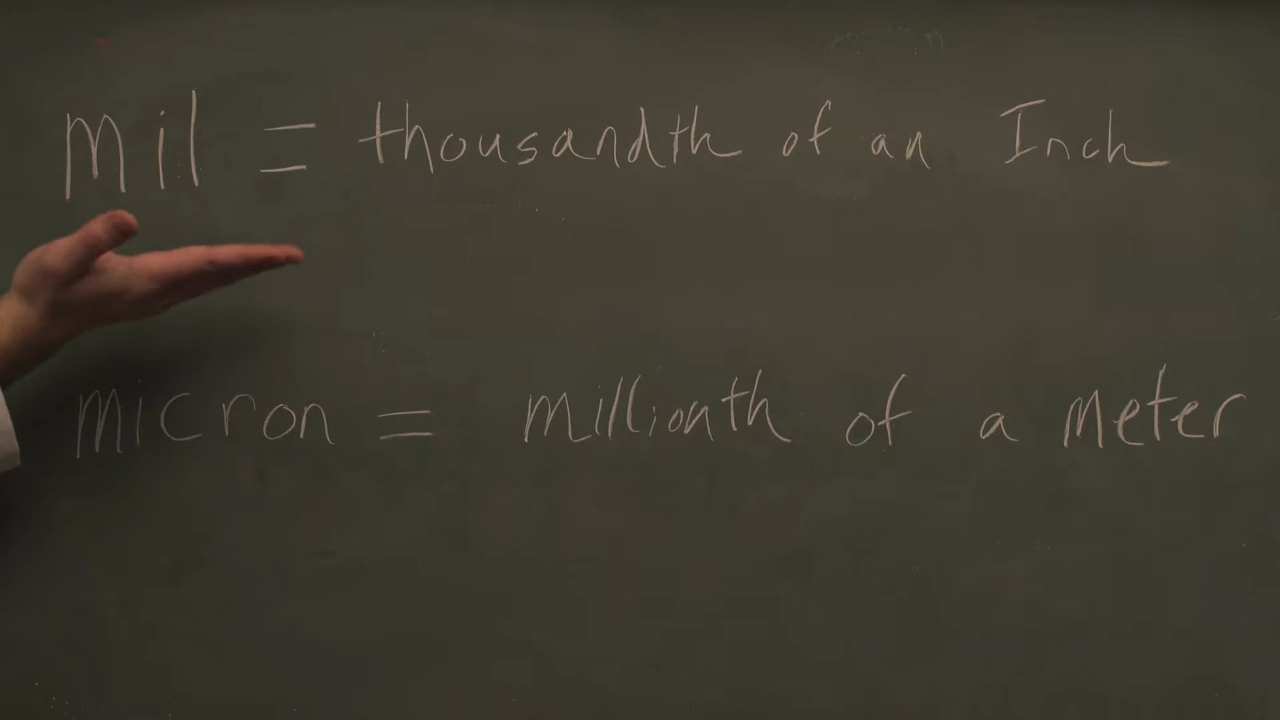 Mil = thousandth of an Inch
Micron = millionth of a Meter